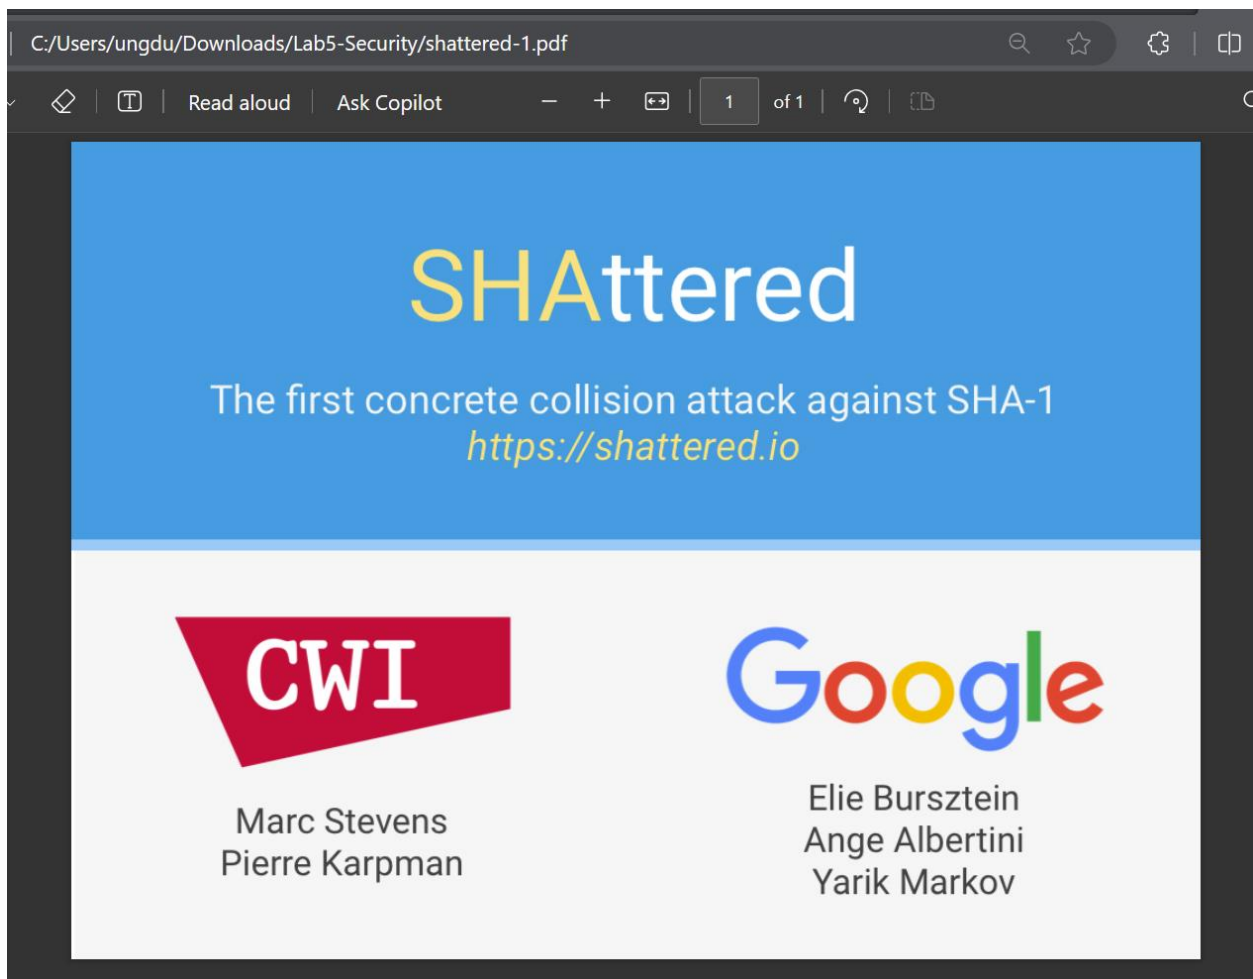 C:/Users/ungdu/Downloads/Lab5-Security/shattered-1.pdf
Read aloud Ask Copilot 1 of 1
SHAttered
The first concrete collision attack against SHA-1
https://shattered.io
CWI
Google
Marc Stevens
Pierre Karpman
Elie Bursztein
Ange Albertini
Yarik Markov